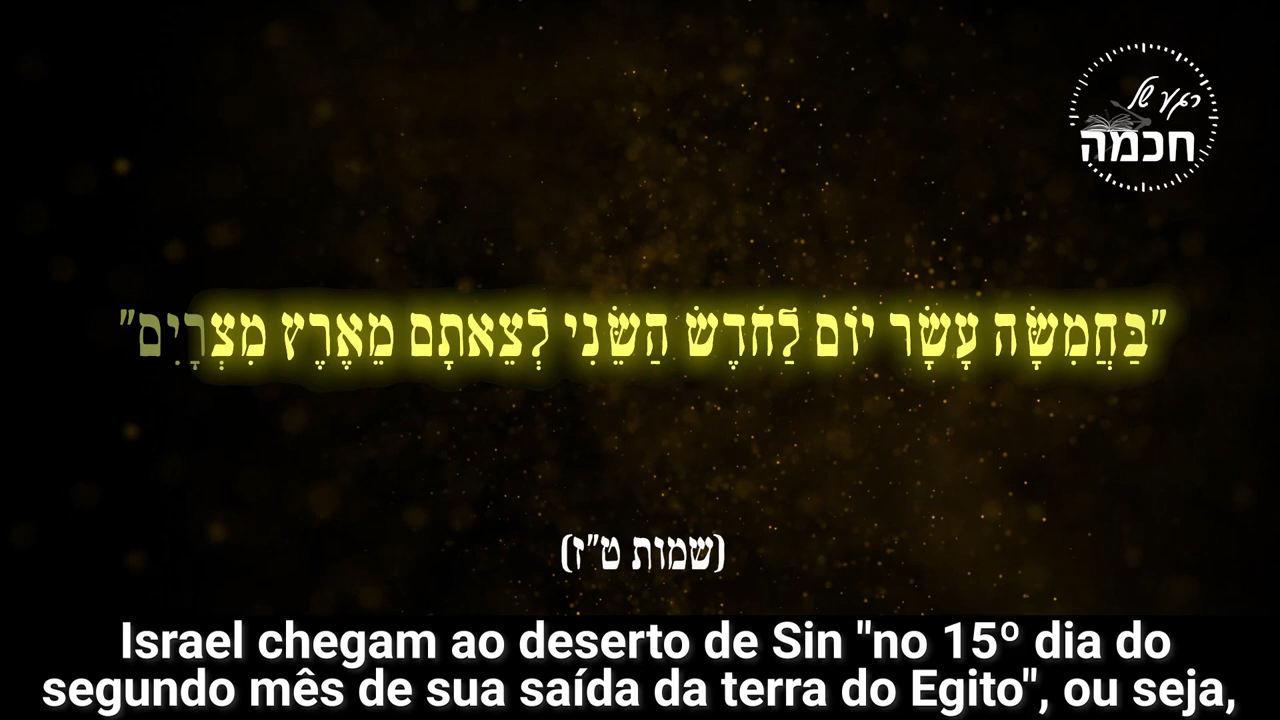 רגע של
חכמה
"בַּחֲמִשָּׁה עָשָׂר יוֹם לַחֹדֶשׁ הַשֵּׁנִי לְצֵאתָם מֵאֶרֶץ מִצְרָיִם"
(שמות ט"ז)
Israel chegam ao deserto de Sin "no 15º dia do
segundo mês de sua saída da terra do Egito", ou seja,